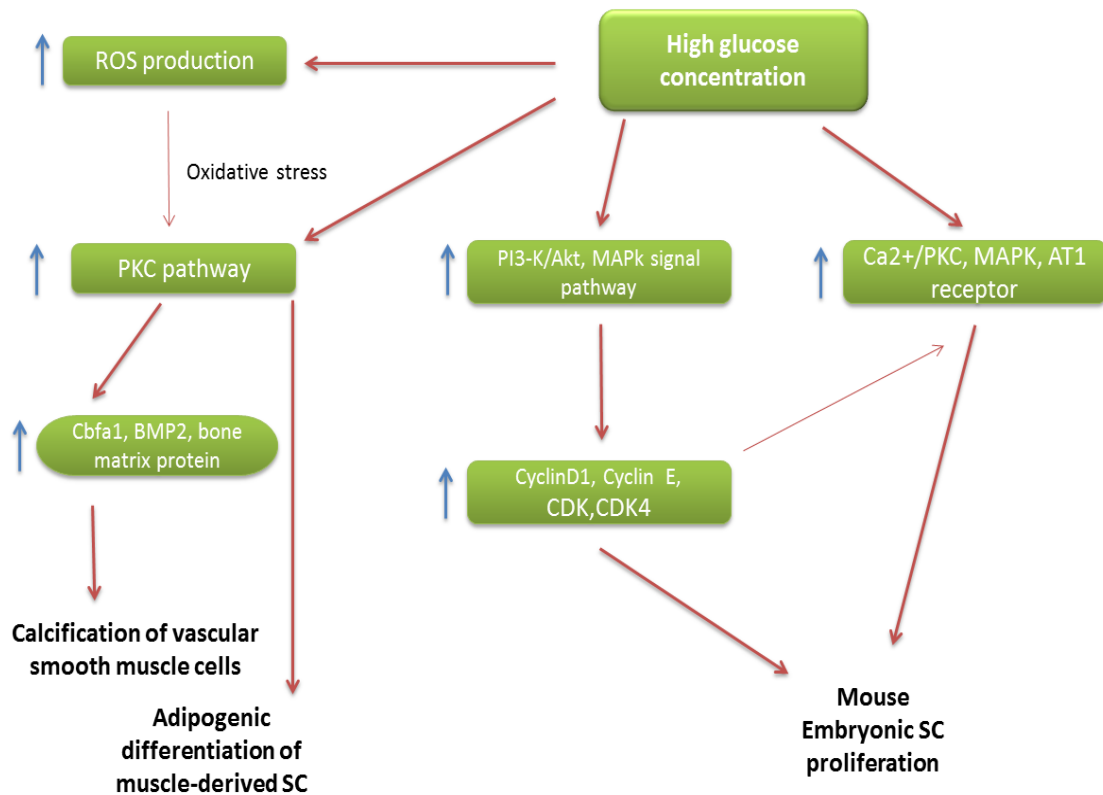 High glucose
concentration
ROS production
Oxidative stress
PKC pathway
PI3-K/Akt, MAPk signal
pathway
Ca2+/PKC, MAPK, AT1
receptor
Cbfa1, BMP2, bone
matrix protein
CyclinD1, Cyclin E,
CDK,CDK4
Calcification of vascular
smooth muscle cells
Adipogenic
differentiation of
muscle-derived SC
Mouse
Embryonic SC
proliferation